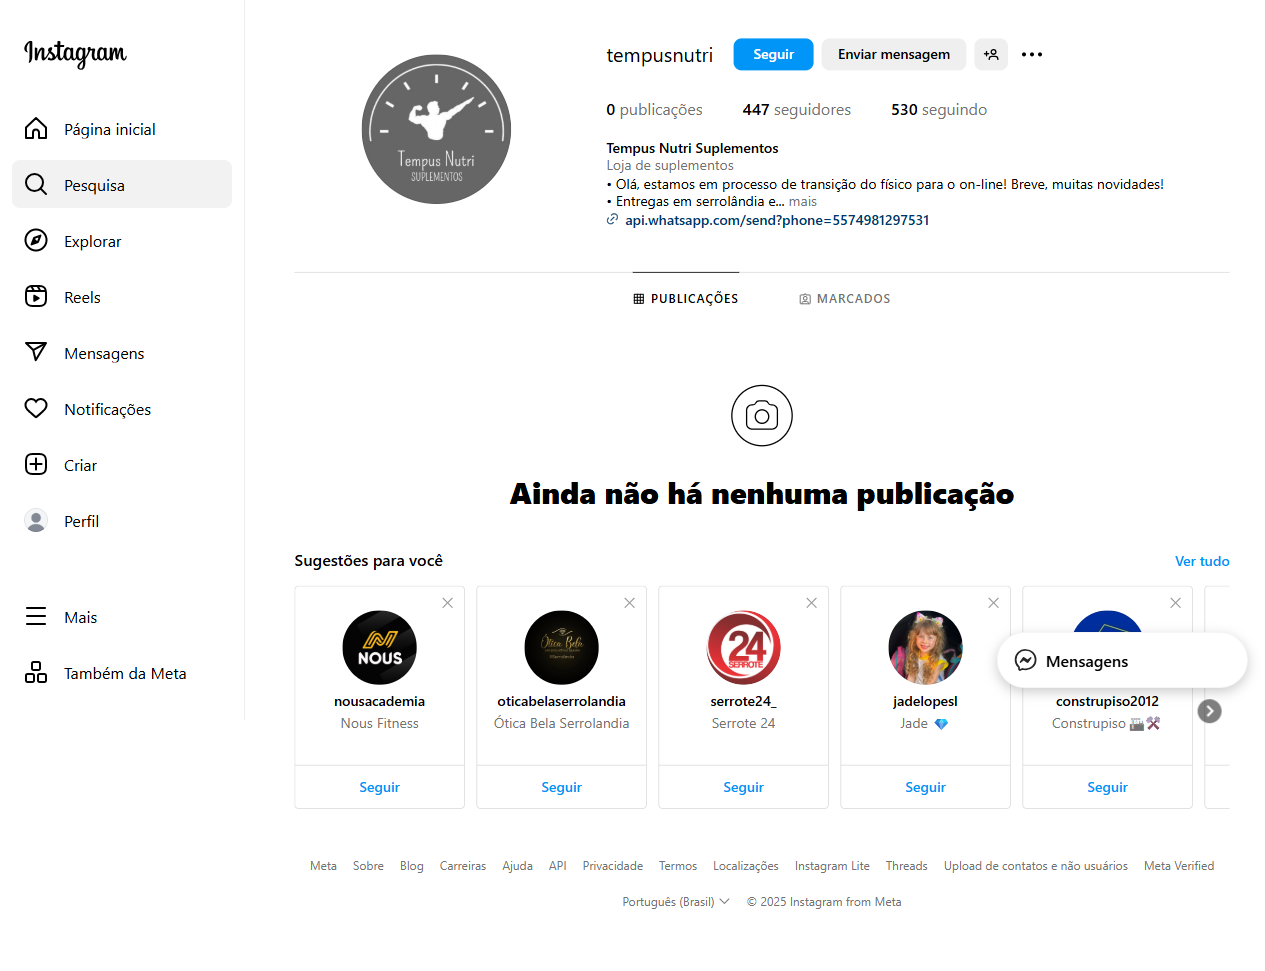 Instagram
Página inicial
Pesquisa
Explorar
Reels
Mensagens
Notificações
Criar
Perfil
Mais
Também da Meta
tempusnutri Seguir Enviar mensagem
0 publicações 447 seguidores 530 seguindo
Tempus Nutri Suplementos
Loja de suplementos
• Olá, estamos em processo de transição do físico para o on-line! Breve, muitas novidades!
• Entregas em serrolândia e... mais
api.whatsapp.com/send?phone=5574981297531
Tempus Nutri
SUPLEMENTOS
PUBLICAÇÕES MARCADOS
Ainda não há nenhuma publicação
Sugestões para você Ver tudo
NOUS
nousacademia
Nous Fitness
Seguir
Ótica Bela
oticabelaserrolandia
Ótica Bela Serrolandia
Seguir
24
SERROTE
serrote24_
Serrote 24
Seguir
jadelopesl
Jade 💎
Seguir
construpiso2012
Construpiso 🏭⚒️
Seguir
Mensagens
Meta Sobre Blog Carreiras Ajuda API Privacidade Termos Localizações Instagram Lite Threads Upload de contatos e não usuários Meta Verified
Português (Brasil) © 2025 Instagram from Meta